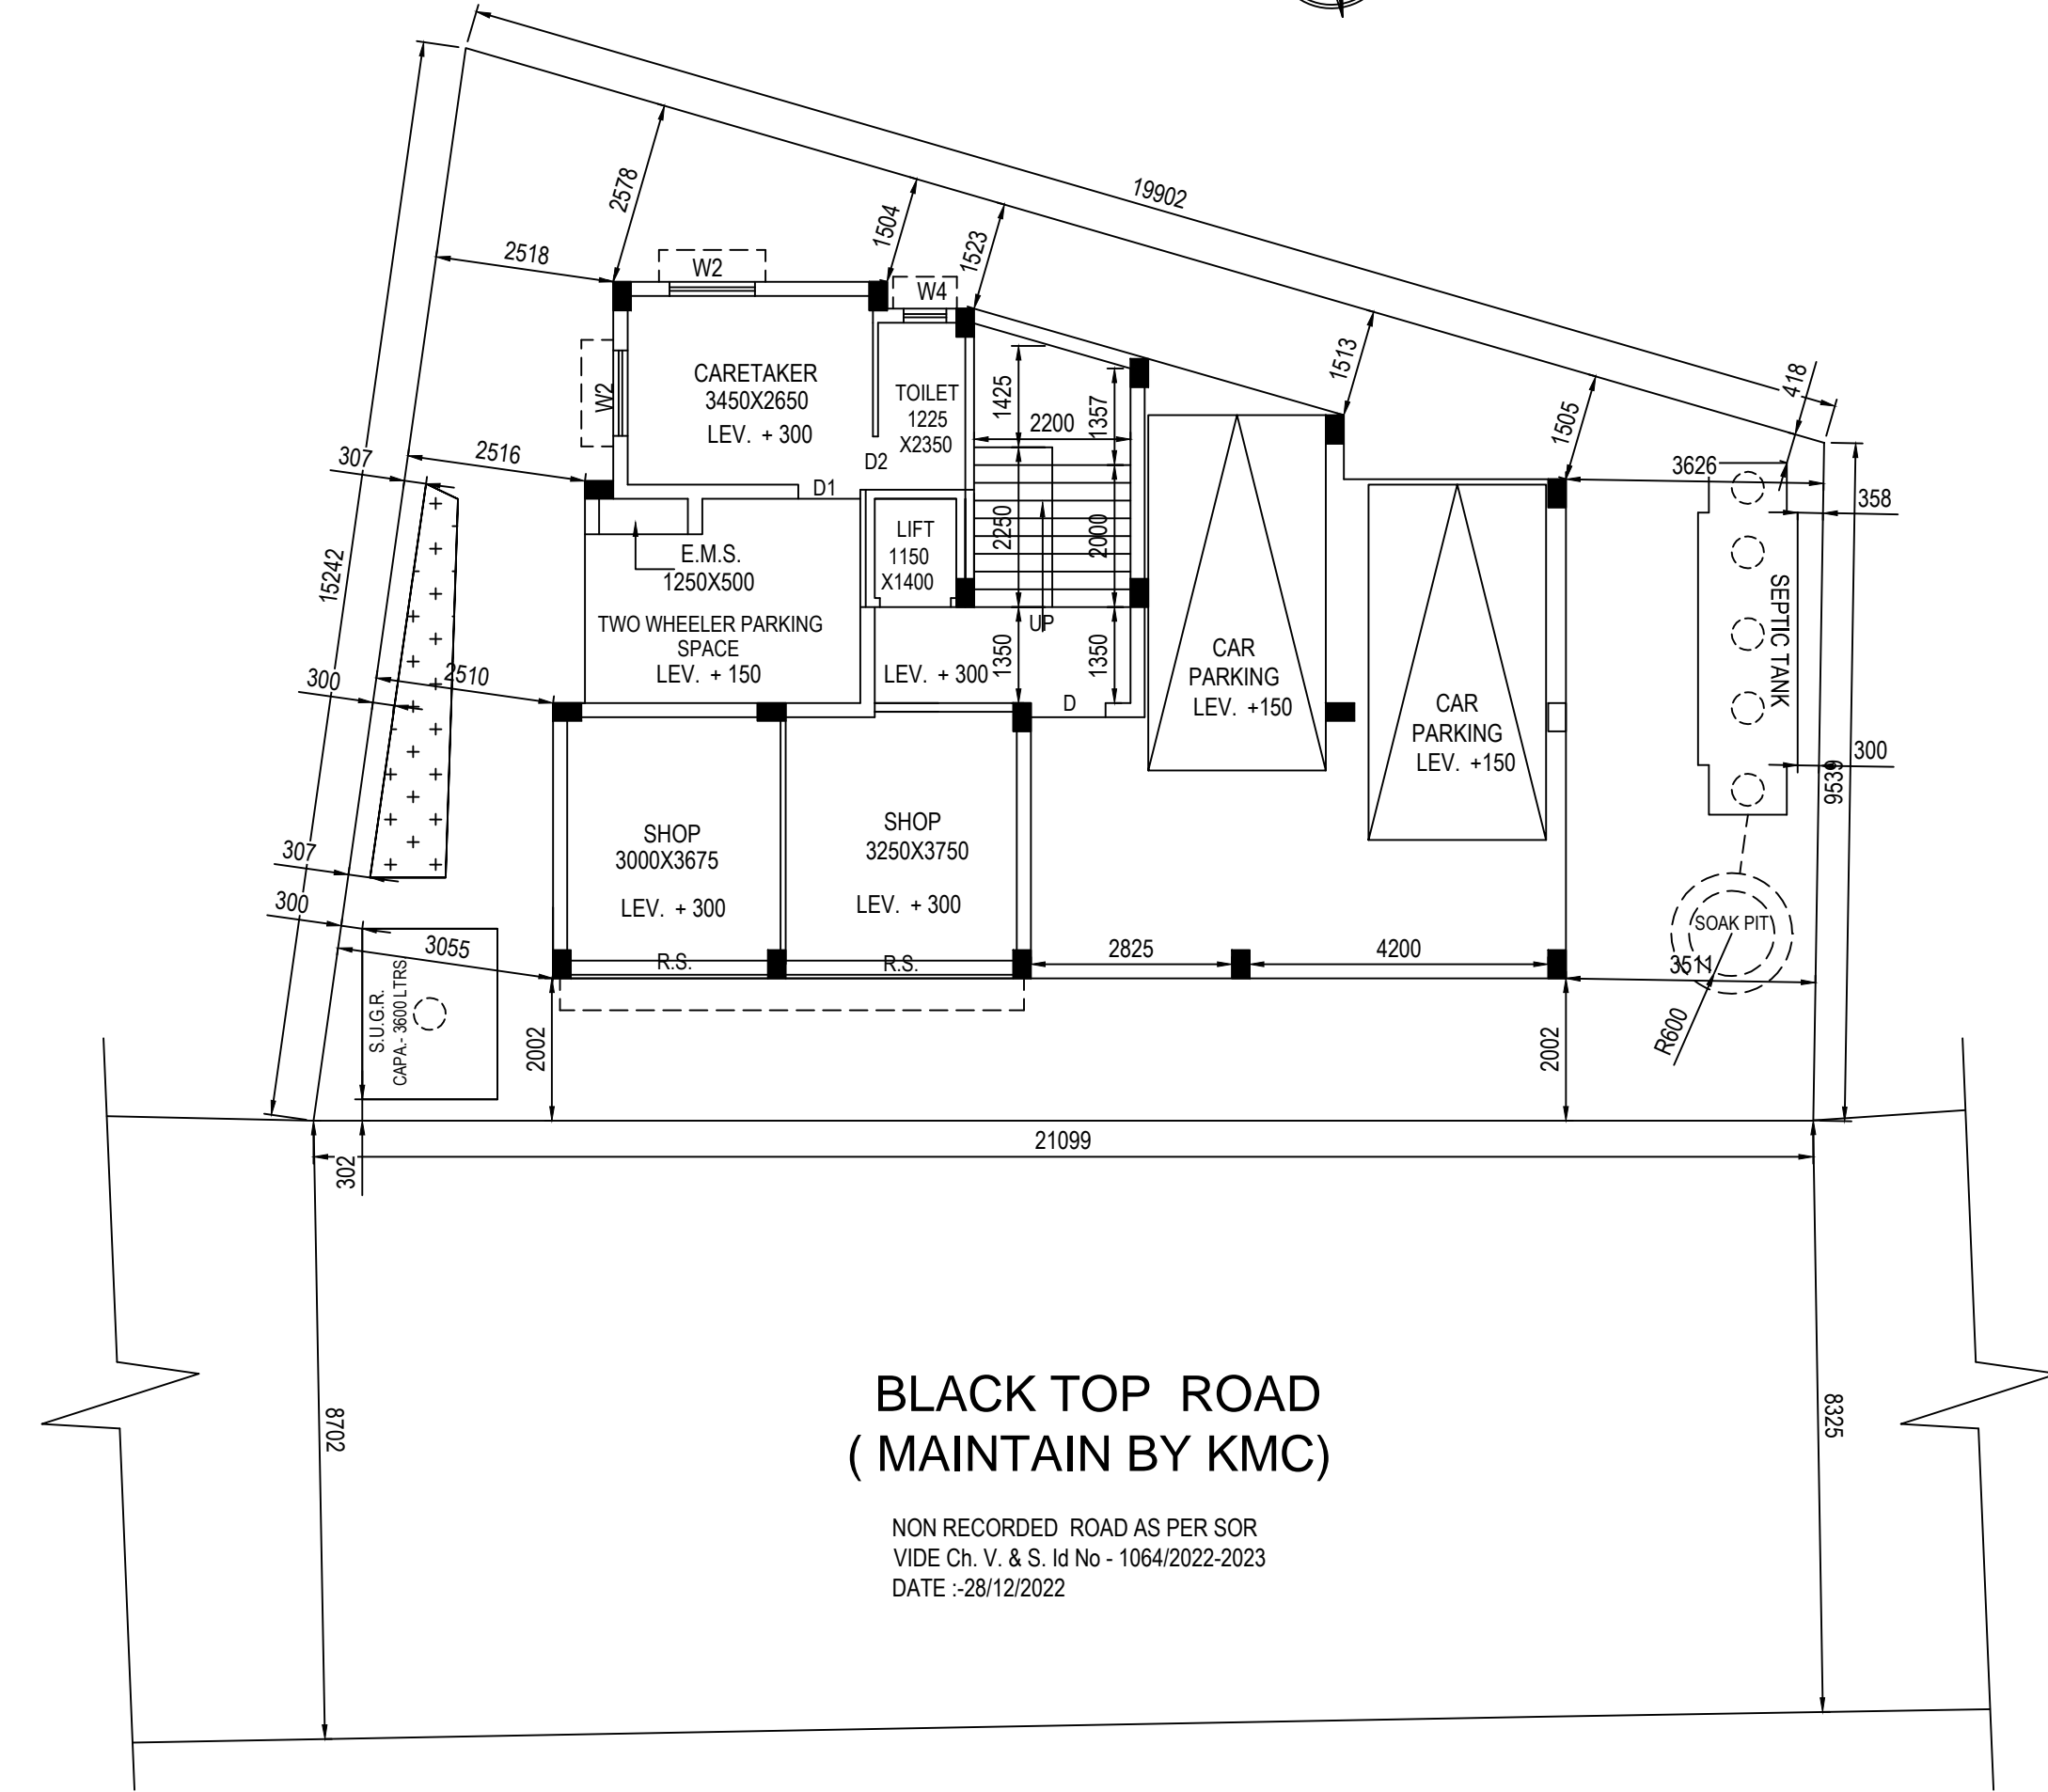 19902
2578
1504
1523
1513
1505
418
2518
2516
2510
307
300
307
300
15242
3055
W2
W2
W4
CARETAKER
3450X2650
LEV. + 300
TOILET
1225
X2350
D2
D1
1425
1357
2200
2250
2000
1350
1350
LIFT
1150
X1400
E.M.S.
1250X500
TWO WHEELER PARKING
SPACE
LEV. + 150
LEV. + 300
UP
D
CAR
PARKING
LEV. +150
CAR
PARKING
LEV. +150
3626
358
SEPTIC TANK
300
9356
SHOP
3000X3675
LEV. + 300
SHOP
3250X3750
LEV. + 300
R.S.
R.S.
2825
4200
SOAK PIT
3511
R600
S.U.G.R.
CAPA.- 3600 LTRS
2002
2002
302
21099
8702
8325
BLACK TOP ROAD
( MAINTAIN BY KMC)
NON RECORDED ROAD AS PER SOR
VIDE Ch. V. & S. Id No - 1064/2022-2023
DATE :-28/12/2022